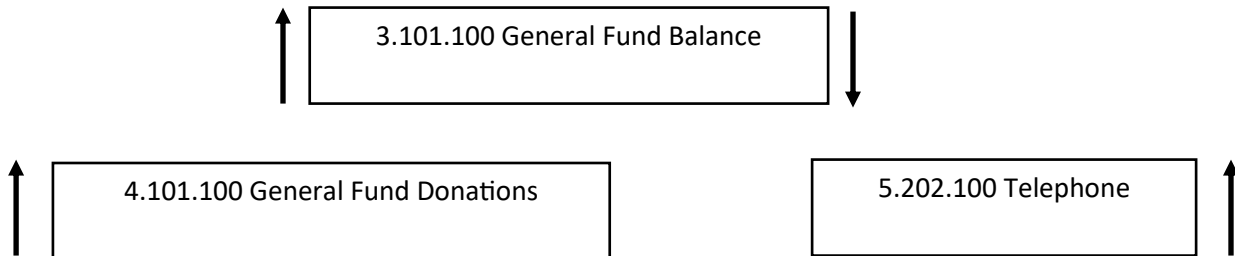 3.101.100 General Fund Balance
4.101.100 General Fund Donations
5.202.100 Telephone